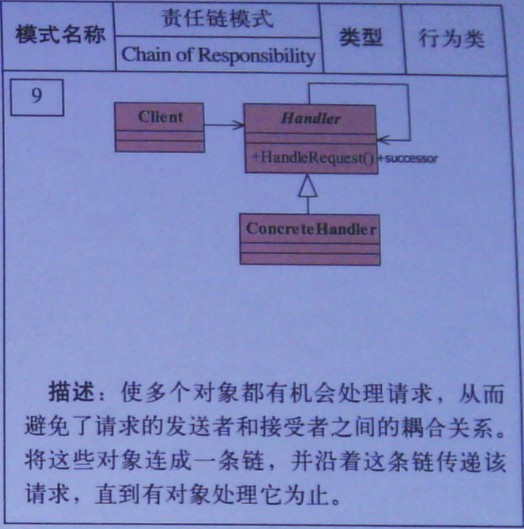 模式名称
责任链模式
Chain of Responsibility
类型
行为类
9
Client
Handler
+HandleRequest()
+successor
ConcreteHandler
描述：使多个对象都有机会处理请求，从而
避免了请求的发送者和接受者之间的耦合关系。
将这些对象连成一条链，并沿着这条链传递该
请求，直到有对象处理它为止。